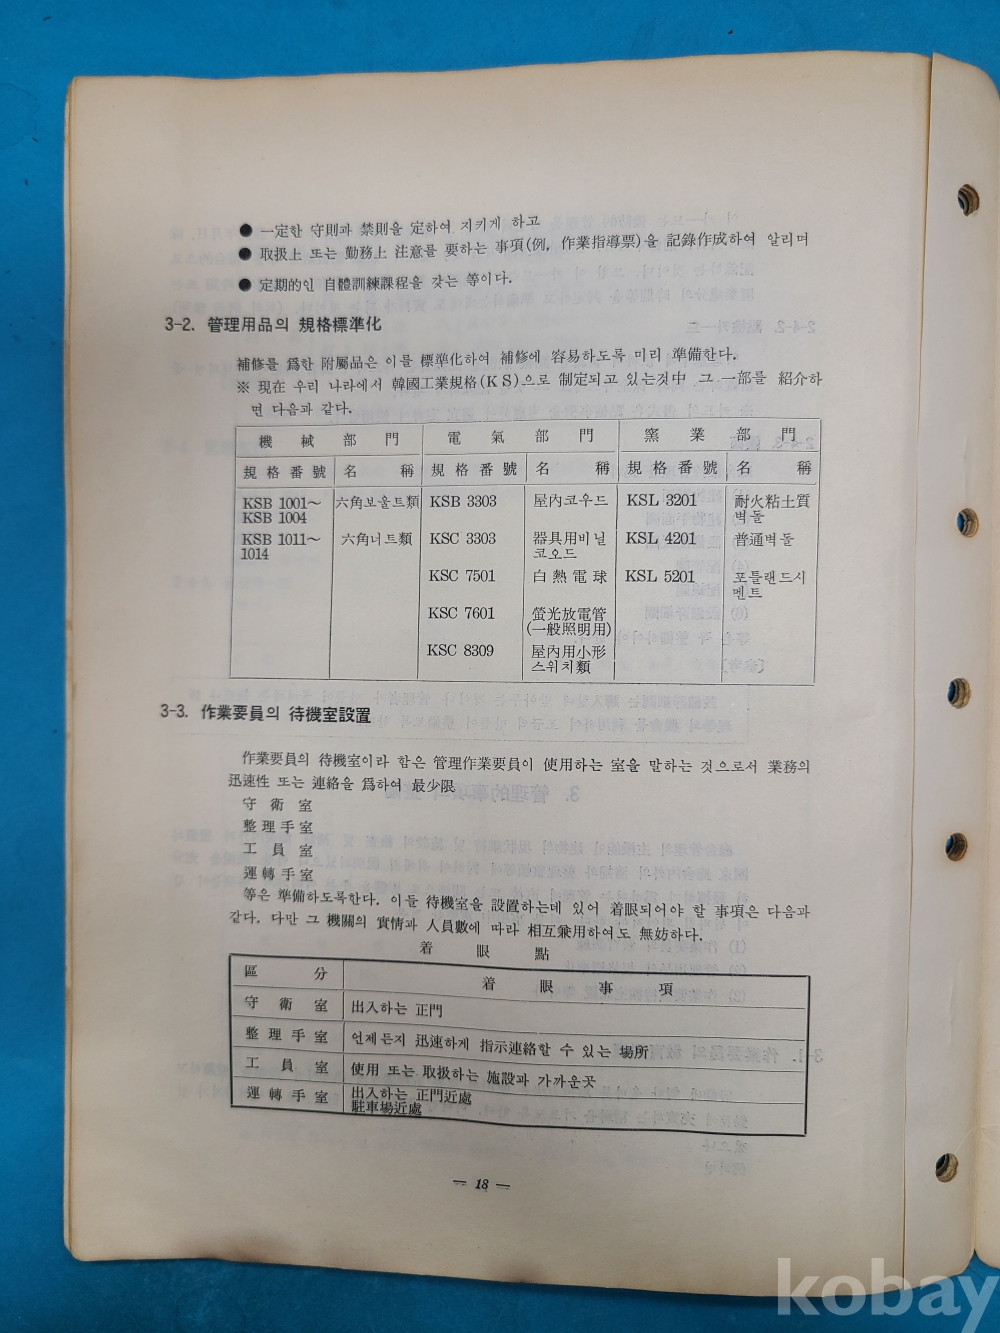 ● 一定한 守則과 禁則을 定하여 지키게 하고
● 取扱上 또는 勤務上 注意를 要하는 事項(例, 作業指導票)을 記錄作成하여 알리며
● 定期的인 自體訓練課程을 갖는 等이다.
3-2. 管理用品의 規格標準化
補修를 爲한 附屬品은 이를 標準化하여 補修에 容易하도록 미리 準備한다.
※ 現在 우리 나라에서 韓國工業規格(KS)으로 制定되고 있는것中 그 一部를 紹介하
면 다음과 같다.
機 械 部 門 電 氣 部 門 窯 業 部 門
規 格 番 號 名 稱 規 格 番 號 名 稱 規 格 番 號 名 稱
KSB 1001~ 六角보울트類 KSB 3303 屋内코우드 KSL 3201 耐火粘土質
KSB 1004 벽돌
KSB 1011~ 六角너트類 KSC 3303 器具用비닐 KSL 4201 普通벽돌
1014 코오드
KSC 7501 白熱電球 KSL 5201 포틀랜드시
멘트
KSC 7601 螢光放電管
(一般照明用)
KSC 8309 屋內用小形
스위치類
3-3. 作業要員의 待機室設置
作業要員의 待機室이라 함은 管理作業要員이 使用하는 室을 말하는 것으로서 業務의
迅速性 또는 連絡을 爲하여 最少限
守 衛 室
整理手室
工 員 室
運轉手室
等은 準備하도록한다. 이들 待機室을 設置하는데 있어 着眼되어야 할 事項은 다음과
같다. 다만 그 機關의 實情과 人員數에 따라 相互兼用하여도 無妨하다.
着 眼 點
區 分 着 眼 事 項
守 衛 室 出入하는 正門
整 理 手 室 언제든지 迅速하게 指示連絡할 수 있는 場所
工 員 室 使用 또는 取扱하는 施設과 가까운곳
運 轉 手 室 出入하는 正門近處
駐車場近處
— 18 —
kobay